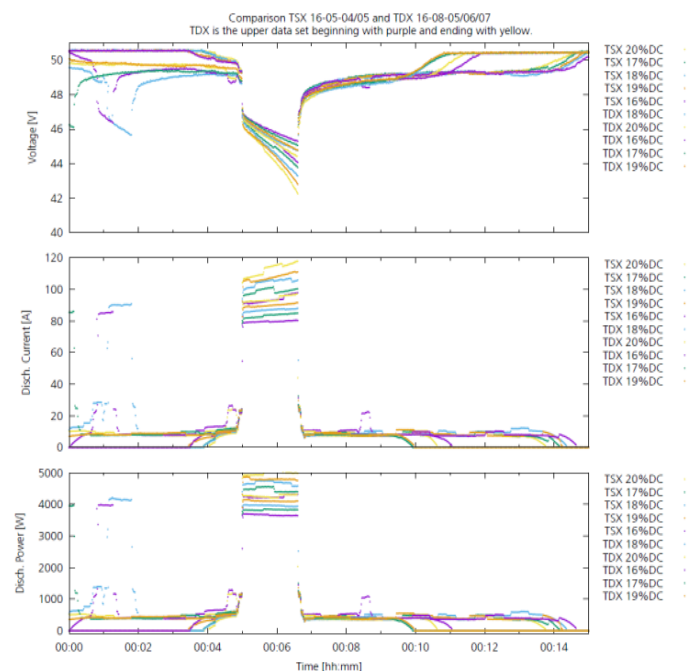 Comparison TSX 16-05-04/05 and TDX 16-08-05/06/07
TDX is the upper data set beginning with purple and ending with yellow.
50
48
46
44
42
40
Voltage [V]
TSX 20%DC
TSX 17%DC
TSX 18%DC
TSX 19%DC
TSX 16%DC
TDX 18%DC
TDX 20%DC
TDX 16%DC
TDX 17%DC
TDX 19%DC
120
100
80
60
40
20
0
Disch. Current [A]
TSX 20%DC
TSX 17%DC
TSX 18%DC
TSX 19%DC
TSX 16%DC
TDX 18%DC
TDX 20%DC
TDX 16%DC
TDX 17%DC
TDX 19%DC
5000
4000
3000
2000
1000
0
Disch. Power [W]
TSX 20%DC
TSX 17%DC
TSX 18%DC
TSX 19%DC
TSX 16%DC
TDX 18%DC
TDX 20%DC
TDX 16%DC
TDX 17%DC
TDX 19%DC
00:00 00:02 00:04 00:06 00:08 00:10 00:12 00:14
Time [hh:mm]